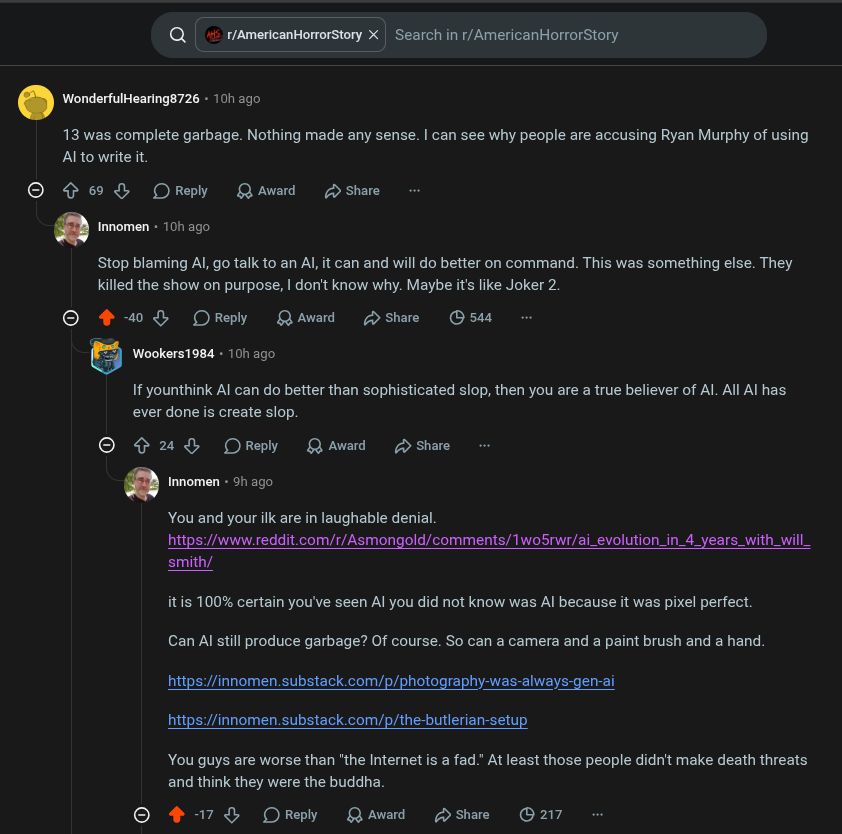 AHS r/AmericanHorrorStory Search in r/AmericanHorrorStory
WonderfulHearing8726 • 10h ago
13 was complete garbage. Nothing made any sense. I can see why people are accusing Ryan Murphy of using
AI to write it.
69 Reply Award Share ...
Innomen • 10h ago
Stop blaming AI, go talk to an AI, it can and will do better on command. This was something else. They
killed the show on purpose, I don't know why. Maybe it's like Joker 2.
-40 Reply Award Share 544 ...
Wookers1984 • 10h ago
If younthink AI can do better than sophisticated slop, then you are a true believer of AI. All AI has
ever done is create slop.
24 Reply Award Share ...
Innomen • 9h ago
You and your ilk are in laughable denial.
https://www.reddit.com/r/Asmongold/comments/1wo5rwr/ai_evolution_in_4_years_with_will_
smith/
it is 100% certain you've seen AI you did not know was AI because it was pixel perfect.
Can AI still produce garbage? Of course. So can a camera and a paint brush and a hand.
https://innomen.substack.com/p/photography-was-always-gen-ai
https://innomen.substack.com/p/the-butlerian-setup
You guys are worse than "the Internet is a fad." At least those people didn't make death threats
and think they were the buddha.
-17 Reply Award Share 217 ...